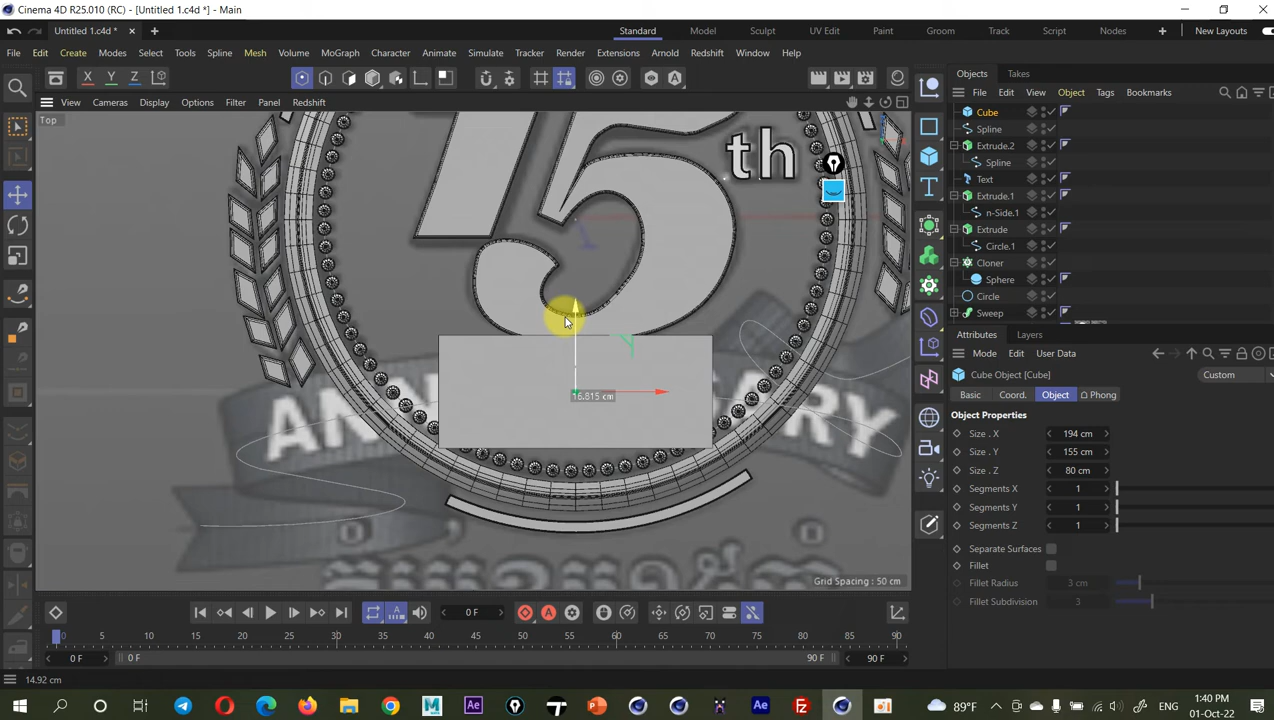 Cinema 4D R25.010 (RC) - [Untitled 1.c4d *] - Main
Untitled 1.c4d *
Standard Model Sculpt UV Edit Paint Groom Track Script Nodes New Layouts
File Edit Create Modes Select Tools Spline Mesh Volume MoGraph Character Animate Simulate Tracker Render Extensions Arnold Redshift Window Help
X Y Z
Objects Takes
View Cameras Display Options Filter Panel Redshift
File Edit View Object Tags Bookmarks
Top
Cube
Spline
Extrude.2
Spline
Text
Extrude.1
n-Side.1
Extrude
Circle.1
Cloner
Sphere
Circle
Sweep
15
th
Y
16.815 cm
Grid Spacing : 50 cm
Attributes Layers
Mode Edit User Data
Cube Object [Cube]
Custom
Basic Coord. Object Phong
Object Properties
Size . X 194 cm
Size . Y 155 cm
Size . Z 80 cm
Segments X 1
Segments Y 1
Segments Z 1
Separate Surfaces
Fillet
Fillet Radius 3 cm
Fillet Subdivision 3
0 F
0 5 10 15 20 25 30 35 40 45 50 55 60 65 70 75 80 85 90
0 F 0 F 90 F 90 F
14.92 cm
89°F
ENG
1:40 PM
01-Oct-22